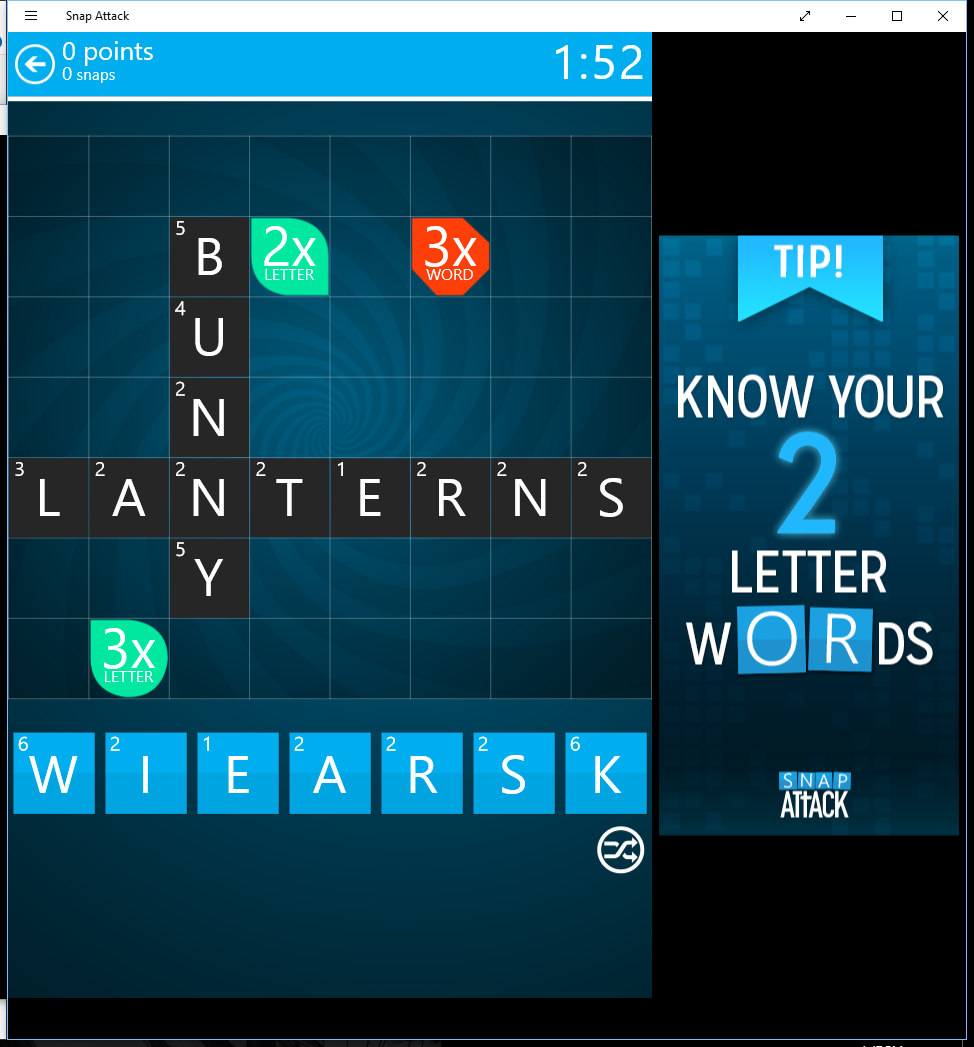 Snap Attack
0 points
0 snaps
1:52
5 B
2x
LETTER
3x
WORD
4 U
2 N
3 L 2 A 2 N 2 T 1 E 2 R 2 N 2 S
5 Y
3x
LETTER
6 W 2 I 1 E 2 A 2 R 2 S 6 K
TIP!
KNOW YOUR
2
LETTER
WORDS
SNAP
ATTACK